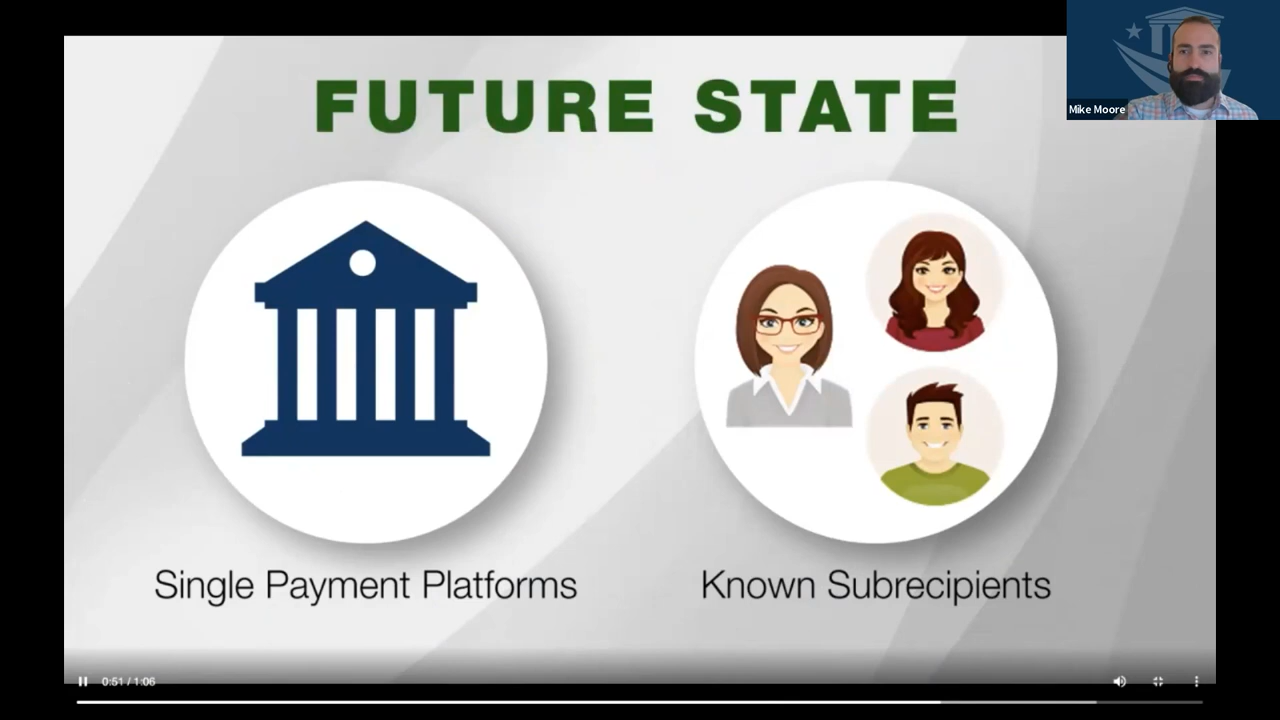 FUTURE STATE
Mike Moore
Single Payment Platforms
Known Subrecipients
0:51 / 1:06